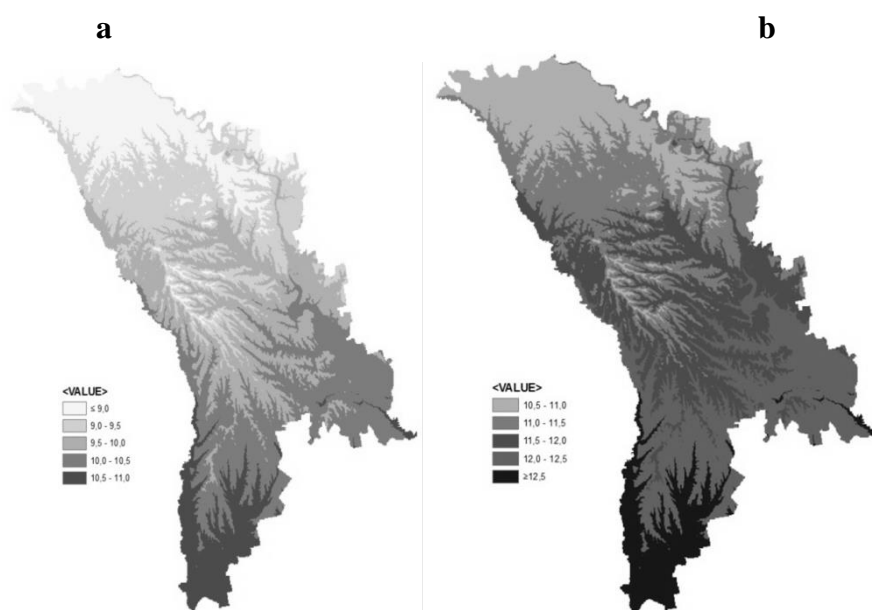 a
b
<VALUE>
≤ 9,0
9,0 - 9,5
9,5 - 10,0
10,0 - 10,5
10,5 - 11,0
<VALUE>
10,5 - 11,0
11,0 - 11,5
11,5 - 12,0
12,0 - 12,5
≥12,5